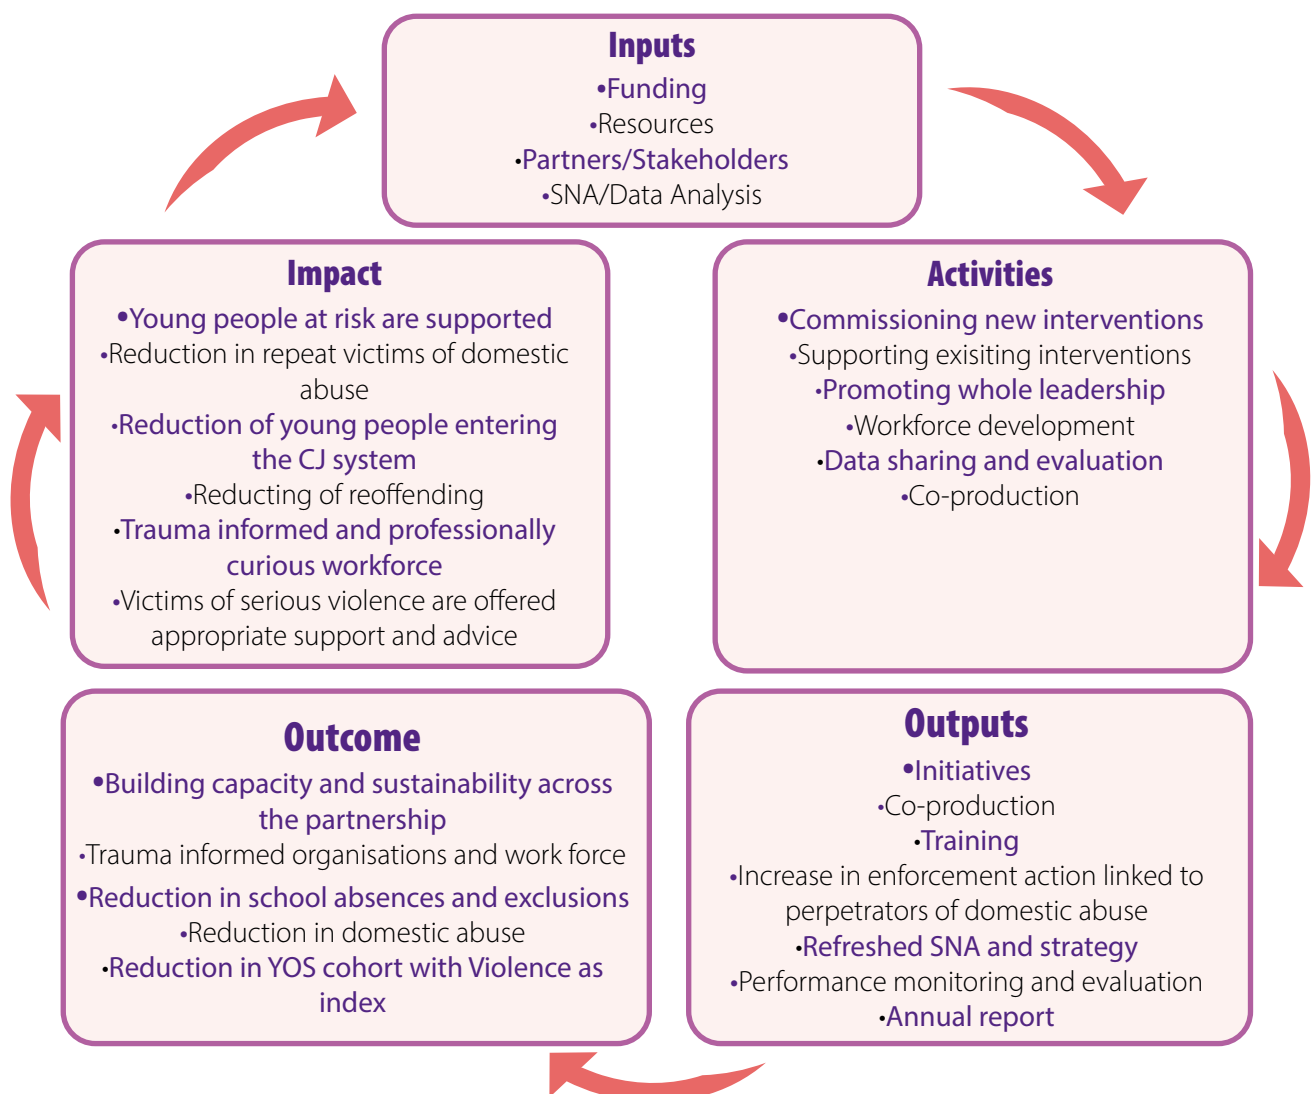 Inputs
•Funding
•Resources
•Partners/Stakeholders
•SNA/Data Analysis
Activities
•Commissioning new interventions
•Supporting exisiting interventions
•Promoting whole leadership
•Workforce development
•Data sharing and evaluation
•Co-production
Outputs
•Initiatives
•Co-production
•Training
•Increase in enforcement action linked to
perpetrators of domestic abuse
•Refreshed SNA and strategy
•Performance monitoring and evaluation
•Annual report
Outcome
•Building capacity and sustainability across
the partnership
•Trauma informed organisations and work force
•Reduction in school absences and exclusions
•Reduction in domestic abuse
•Reduction in YOS cohort with Violence as
index
Impact
•Young people at risk are supported
•Reduction in repeat victims of domestic
abuse
•Reduction of young people entering
the CJ system
•Reducting of reoffending
•Trauma informed and professionally
curious workforce
•Victims of serious violence are offered
appropriate support and advice